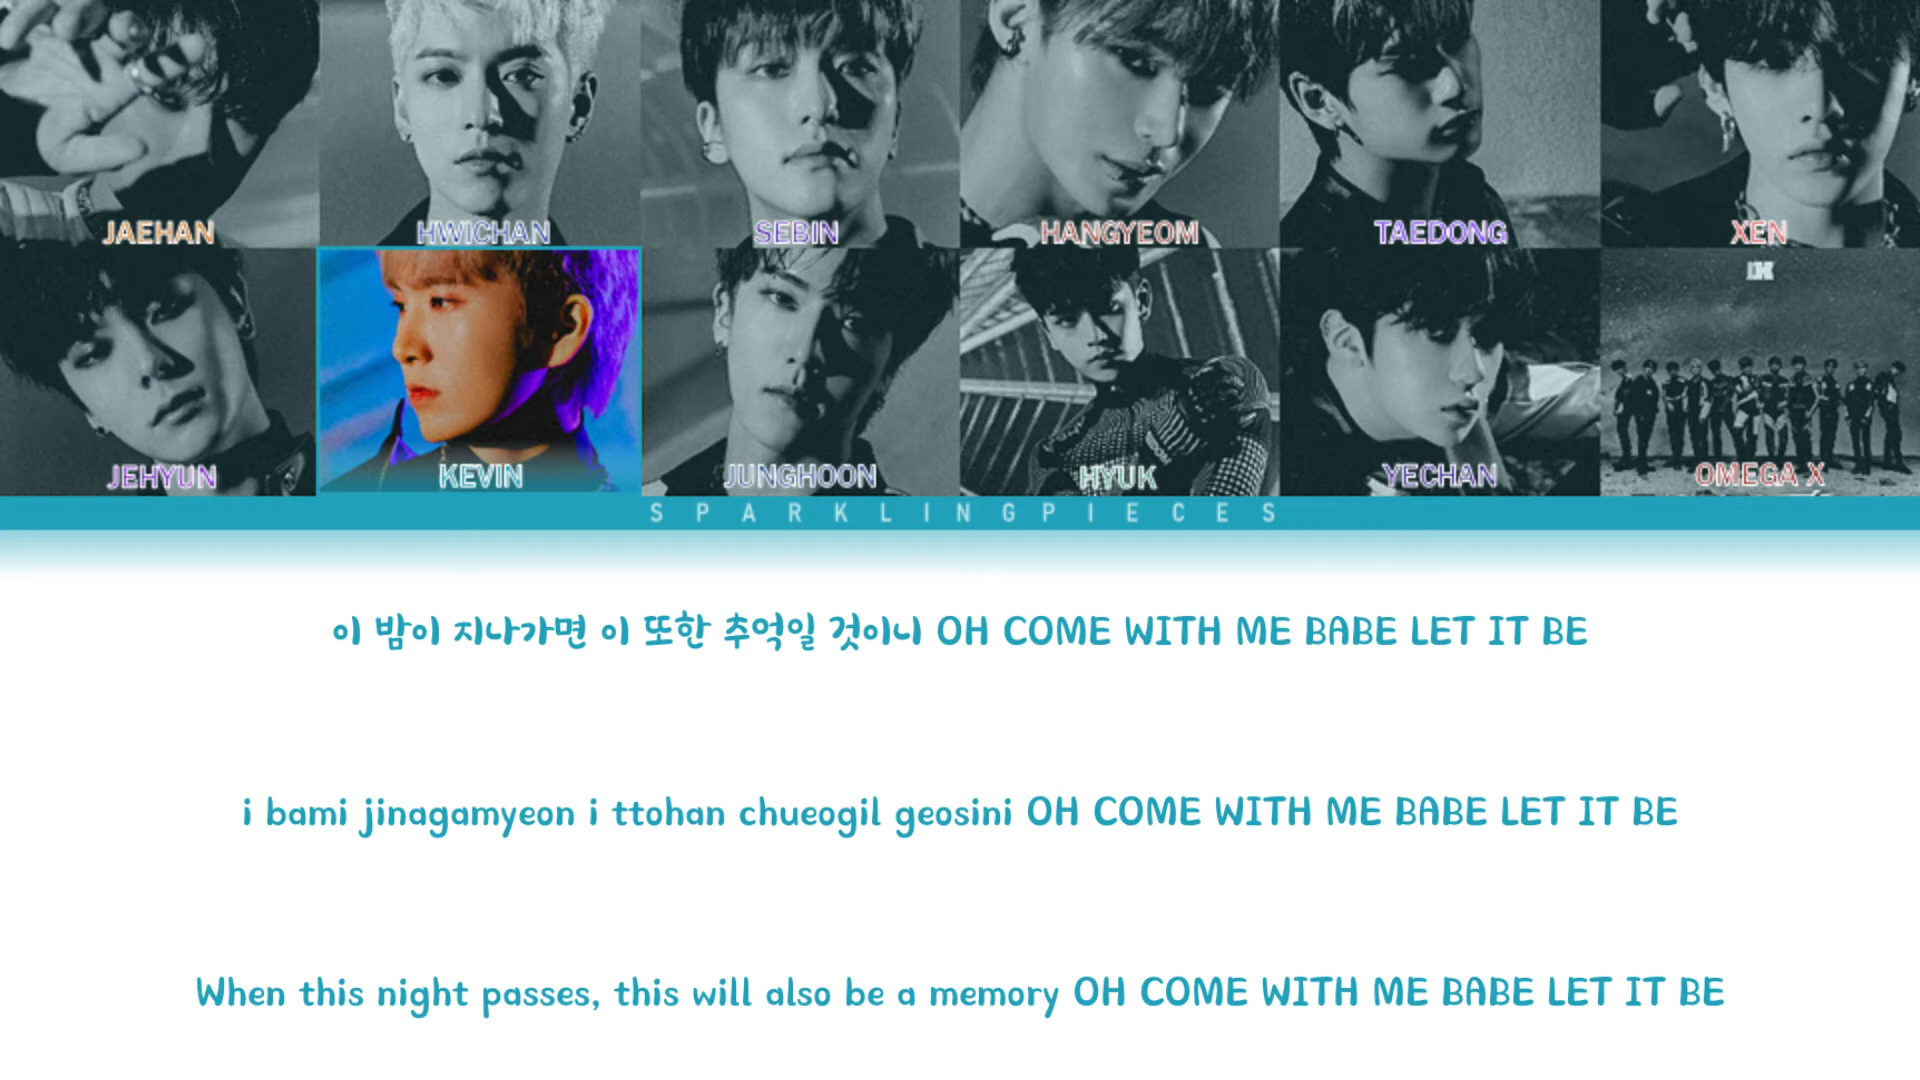 JAEHAN
HWICHAN
SEBIN
HANGYEOM
TAEDONG
XEN
JEHYUN
KEVIN
JUNGHOON
HYUK
YECHAN
OMEGA X
SPARKLINGPIECES
이 밤이 지나가면 이 또한 추억일 것이니 OH COME WITH ME BABE LET IT BE
i bami jinagamyeon i ttohan chueogil geosini OH COME WITH ME BABE LET IT BE
When this night passes, this will also be a memory OH COME WITH ME BABE LET IT BE